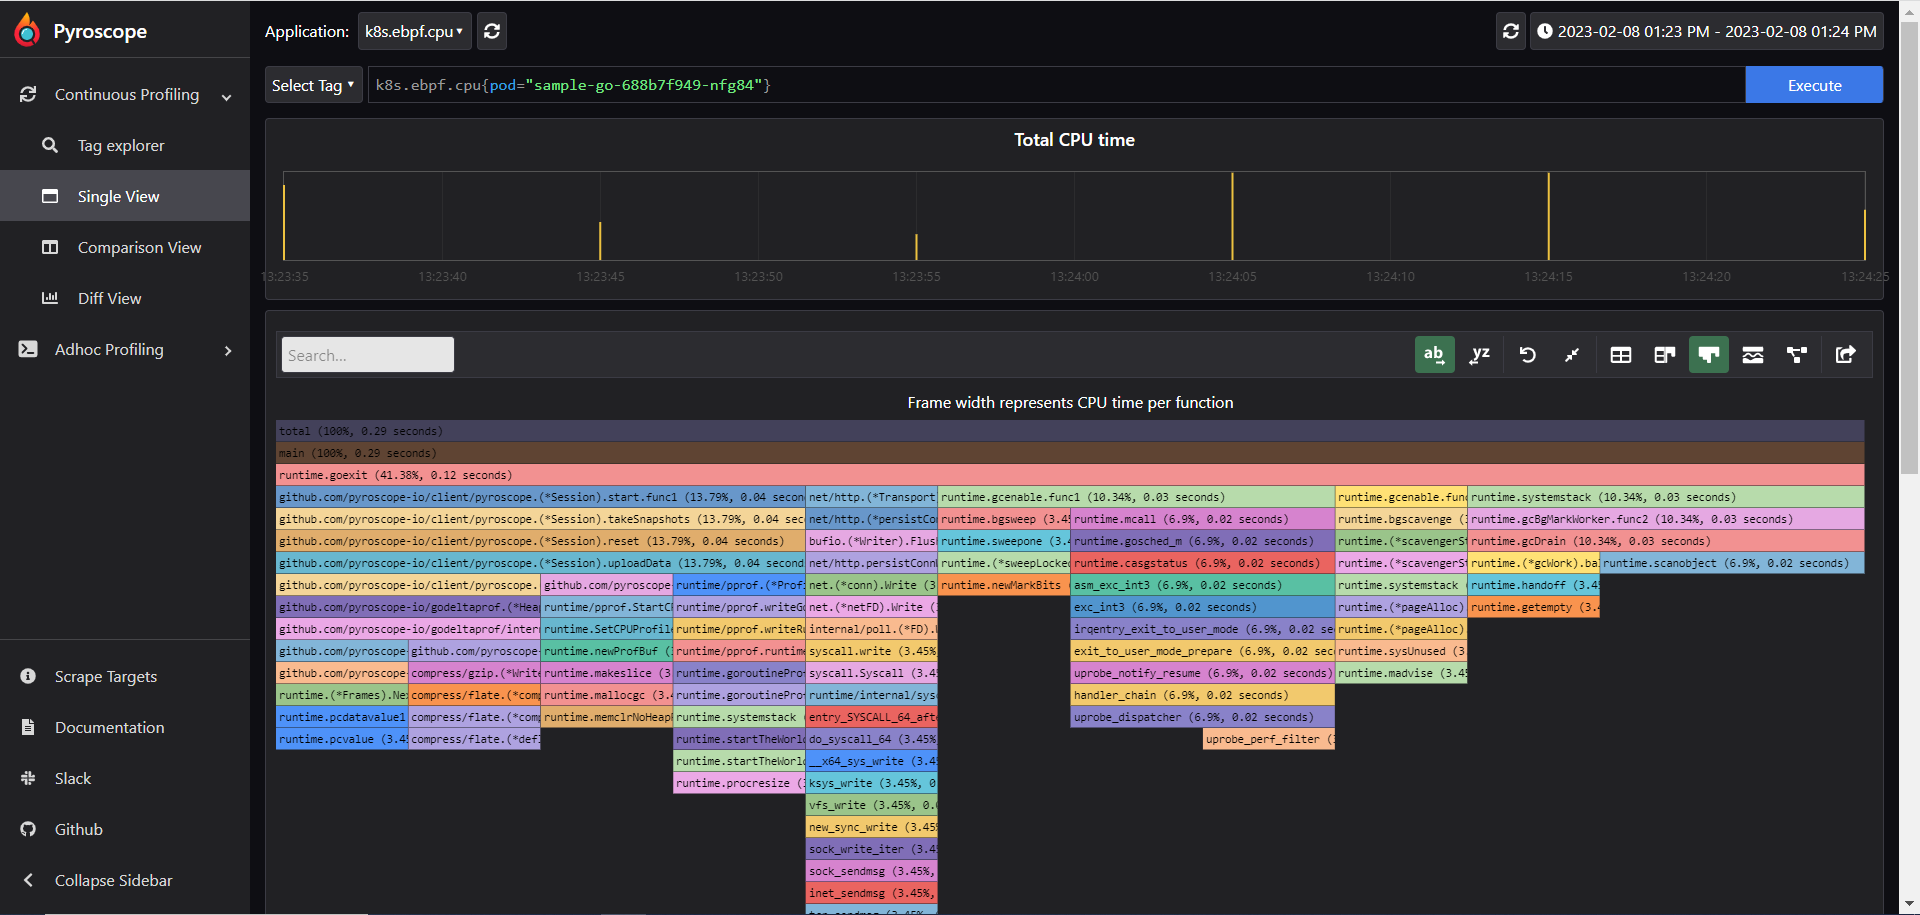 Pyroscope
Application:
k8s.ebpf.cpu
2023-02-08 01:23 PM - 2023-02-08 01:24 PM
Select Tag
k8s.ebpf.cpu{pod="sample-go-688b7f949-nfg84"}
Execute
Continuous Profiling
Tag explorer
Single View
Comparison View
Diff View
Adhoc Profiling
Scrape Targets
Documentation
Slack
Github
Collapse Sidebar
Total CPU time
13:23:35 13:23:40 13:23:45 13:23:50 13:23:55 13:24:00 13:24:05 13:24:10 13:24:15 13:24:20 13:24:25
Search...
ab yz
Frame width represents CPU time per function
total (100%, 0.29 seconds)
main (100%, 0.29 seconds)
runtime.goexit (41.38%, 0.12 seconds)
github.com/pyroscope-io/client/pyroscope.(*Session).start.func1 (13.79%, 0.04 secon net/http.(*Transport runtime.gcenable.func1 (10.34%, 0.03 seconds) runtime.gcenable.fun runtime.systemstack (10.34%, 0.03 seconds)
github.com/pyroscope-io/client/pyroscope.(*Session).takeSnapshots (13.79%, 0.04 sec net/http.(*persistCo runtime.bgsweep (3.4 runtime.mcall (6.9%, 0.02 seconds) runtime.bgscavenge ( runtime.gcBgMarkWorker.func2 (10.34%, 0.03 seconds)
github.com/pyroscope-io/client/pyroscope.(*Session).reset (13.79%, 0.04 seconds) bufio.(*Writer).Flus runtime.sweepone (3. runtime.gosched_m (6.9%, 0.02 seconds) runtime.(*scavengerS runtime.gcDrain (10.34%, 0.03 seconds)
github.com/pyroscope-io/client/pyroscope.(*Session).uploadData (13.79%, 0.04 second net/http.persistConn runtime.(*sweepLocke runtime.casgstatus (6.9%, 0.02 seconds) runtime.(*scavengerS runtime.(*gcWork).ba runtime.scanobject (6.9%, 0.02 seconds)
github.com/pyroscope-io/client/pyroscope. github.com/pyroscope runtime/pprof.(*Prof net.(*conn).Write (3 runtime.newMarkBits asm_exc_int3 (6.9%, 0.02 seconds) runtime.systemstack runtime.handoff (3.4
github.com/pyroscope-io/godeltaprof.(*Hea runtime/pprof.StartC runtime/pprof.writeG net.(*netFD).Write ( exc_int3 (6.9%, 0.02 seconds) runtime.(*pageAlloc) runtime.getempty (3.
github.com/pyroscope-io/godeltaprof/inter runtime.SetCPUProfil runtime/pprof.writeR internal/poll.(*FD). irqentry_exit_to_user_mode (6.9%, 0.02 se runtime.(*pageAlloc)
github.com/pyroscope github.com/pyroscope runtime.newProfBuf ( runtime/pprof.runtim syscall.write (3.45% exit_to_user_mode_prepare (6.9%, 0.02 sec runtime.sysUnused (3
github.com/pyroscope compress/gzip.(*Writ runtime.makeslice (3 runtime.goroutinePro syscall.Syscall (3.4 uprobe_notify_resume (6.9%, 0.02 seconds) runtime.madvise (3.4
runtime.(*Frames).Ne compress/flate.(*com runtime.mallocgc (3. runtime.goroutinePro runtime/internal/sys handler_chain (6.9%, 0.02 seconds)
runtime.pcdatavalue1 compress/flate.(*com runtime.memclrNoHeap runtime.systemstack entry_SYSCALL_64_aft uprobe_dispatcher (6.9%, 0.02 seconds)
runtime.pcvalue (3.4 compress/flate.(*def runtime.startTheWorl do_syscall_64 (3.45% uprobe_perf_filter (
runtime.startTheWorl __x64_sys_write (3.4
runtime.procresize ( ksys_write (3.45%, 0
vfs_write (3.45%, 0.
new_sync_write (3.45
sock_write_iter (3.4
sock_sendmsg (3.45%,
inet_sendmsg (3.45%,